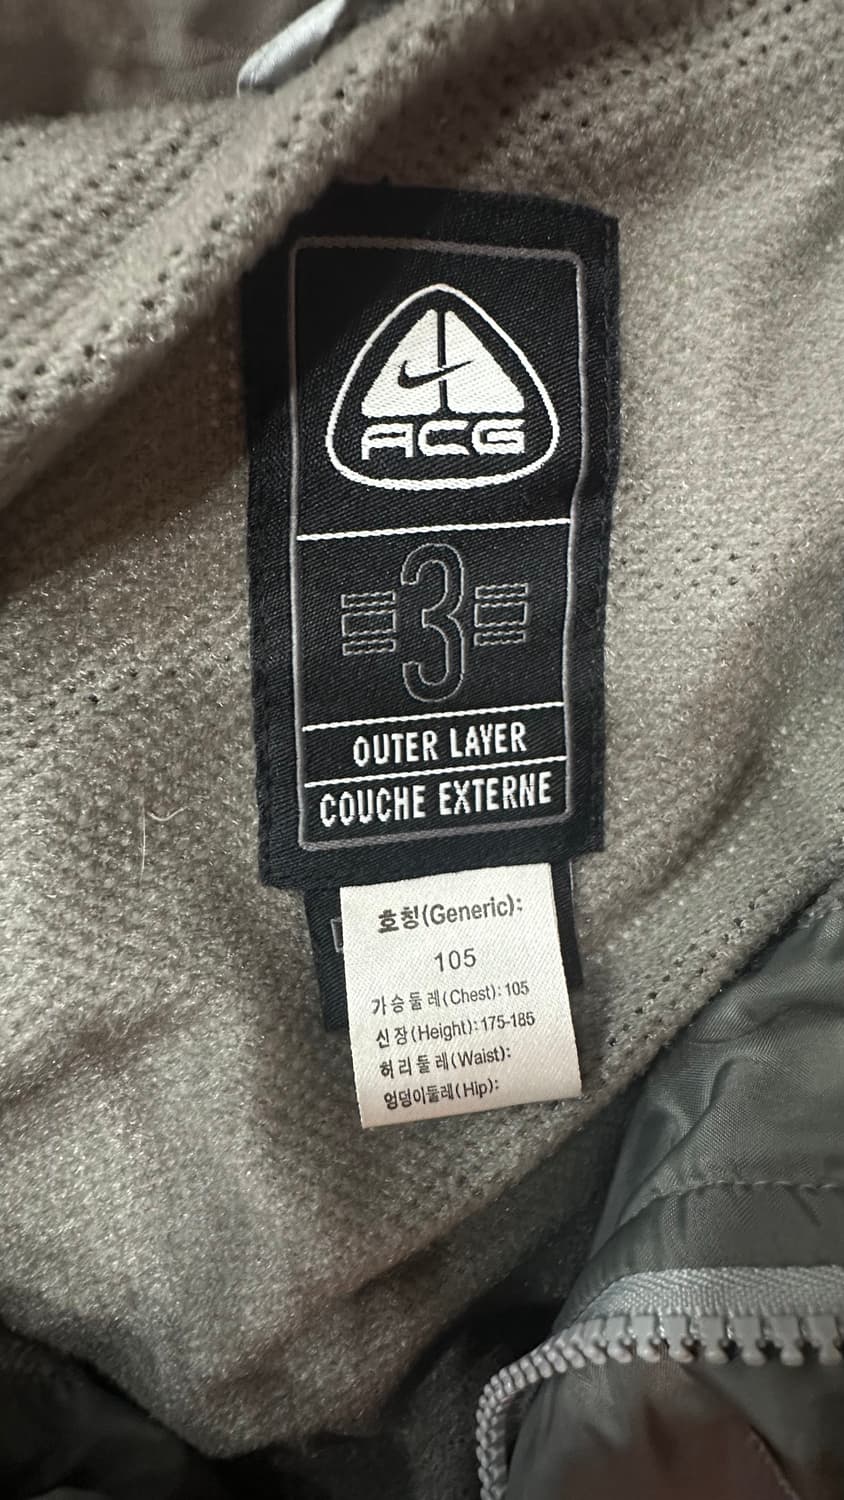 ACG
3
OUTER LAYER
COUCHE EXTERNE
호칭(Generic):
105
가슴둘레(Chest): 105
신장(Height): 175-185
허리둘레(Waist):
엉덩이둘레(Hip):